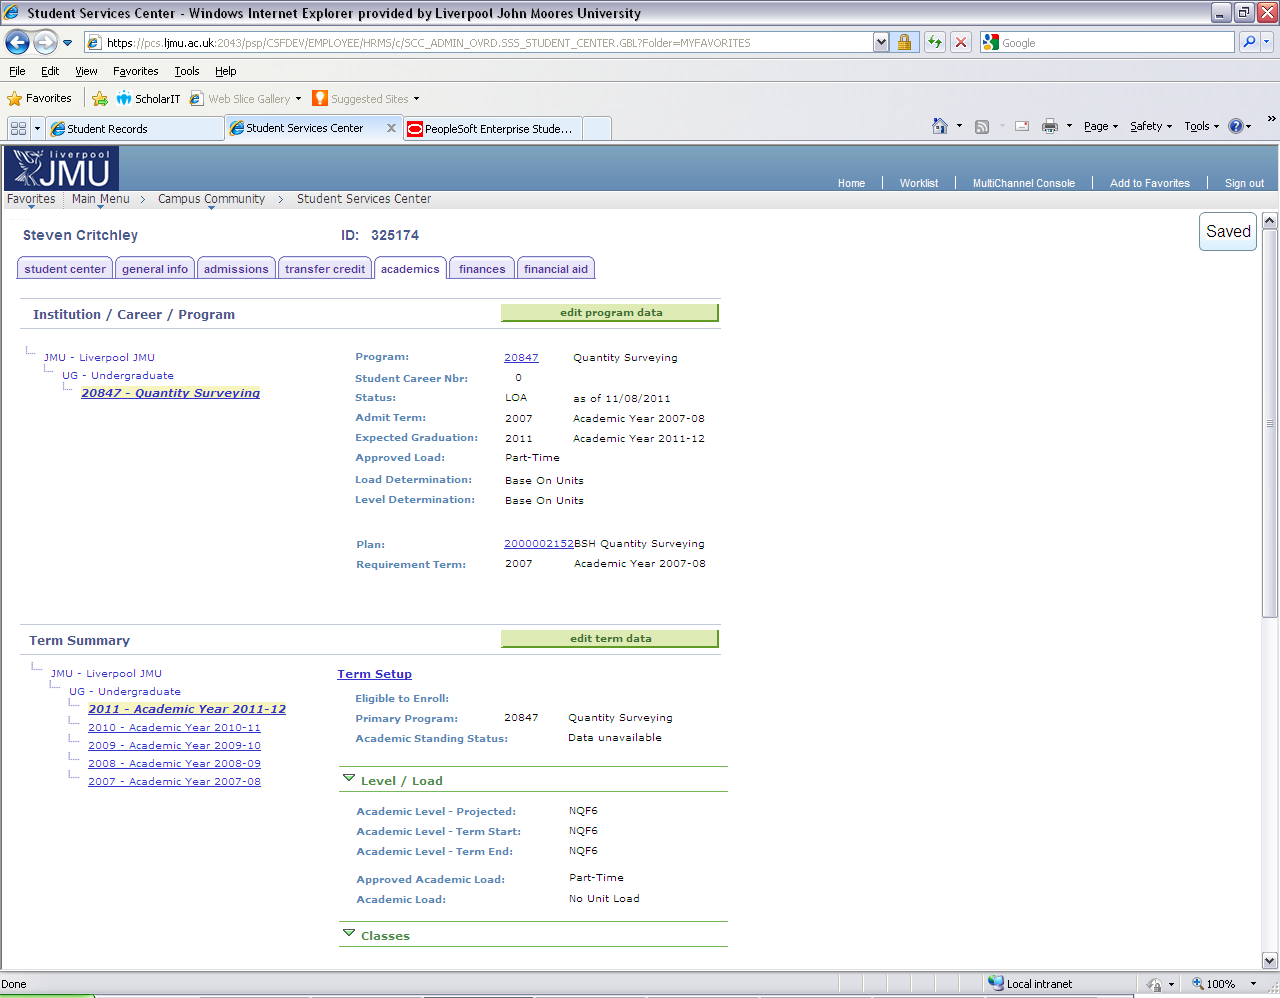 Student Services Center - Windows Internet Explorer provided by Liverpool John Moores University
https://pcs.ljmu.ac.uk:2043/psp/CSFDEV/EMPLOYEE/HRMS/c/SCC_ADMIN_OVRD.SSS_STUDENT_CENTER.GBL?Folder=MYFAVORITES
Google
File Edit View Favorites Tools Help
Favorites ScholarIT Web Slice Gallery Suggested Sites
Student Records Student Services Center X PeopleSoft Enterprise Stude... Page Safety Tools
liverpool
JMU
Home Worklist MultiChannel Console Add to Favorites Sign out
Favorites Main Menu > Campus Community > Student Services Center
Saved
Steven Critchley ID: 325174
student center general info admissions transfer credit academics finances financial aid
Institution / Career / Program edit program data
JMU - Liverpool JMU
UG - Undergraduate
20847 - Quantity Surveying
Program: 20847 Quantity Surveying
Student Career Nbr: 0
Status: LOA as of 11/08/2011
Admit Term: 2007 Academic Year 2007-08
Expected Graduation: 2011 Academic Year 2011-12
Approved Load: Part-Time
Load Determination: Base On Units
Level Determination: Base On Units
Plan: 2000002152 BSH Quantity Surveying
Requirement Term: 2007 Academic Year 2007-08
Term Summary edit term data
JMU - Liverpool JMU
UG - Undergraduate
2011 - Academic Year 2011-12
2010 - Academic Year 2010-11
2009 - Academic Year 2009-10
2008 - Academic Year 2008-09
2007 - Academic Year 2007-08
Term Setup
Eligible to Enroll:
Primary Program: 20847 Quantity Surveying
Academic Standing Status: Data unavailable
Level / Load
Academic Level - Projected: NQF6
Academic Level - Term Start: NQF6
Academic Level - Term End: NQF6
Approved Academic Load: Part-Time
Academic Load: No Unit Load
Classes
Done Local intranet 100%